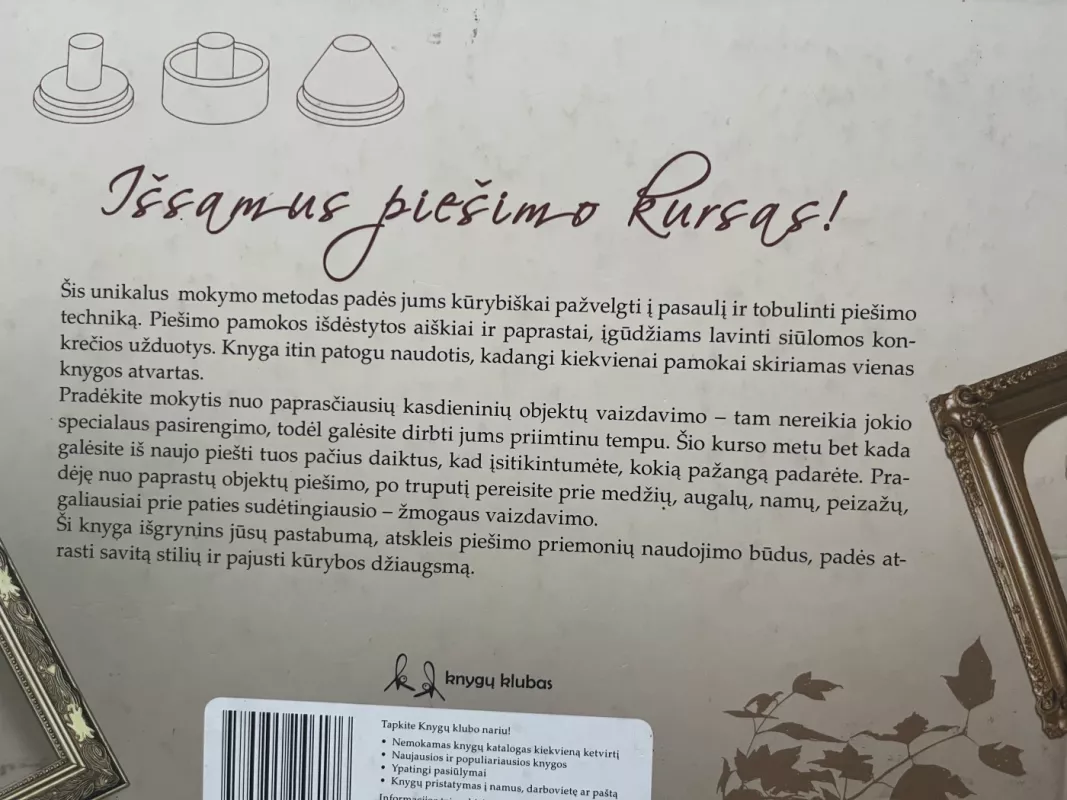 Išsamus piešimo kursas!
Šis unikalus mokymo metodas padės jums kūrybiškai pažvelgti į pasaulį ir tobulinti piešimo
techniką. Piešimo pamokos išdėstytos aiškiai ir paprastai, įgūdžiams lavinti siūlomos kon-
krečios užduotys. Knyga itin patogu naudotis, kadangi kiekvienai pamokai skiriamas vienas
knygos atvartas.
Pradėkite mokytis nuo paprasčiausių kasdieninių objektų vaizdavimo – tam nereikia jokio
specialaus pasirengimo, todėl galėsite dirbti jums priimtinu tempu. Šio kurso metu bet kada
galėsite iš naujo piešti tuos pačius daiktus, kad įsitikintumėte, kokią pažangą padarėte. Pra-
dėję nuo paprastų objektų piešimo, po truputį pereisite prie medžių, augalų, namų, peizažų,
galiausiai prie paties sudėtingiausio – žmogaus vaizdavimo.
Ši knyga išgrynins jūsų pastabumą, atskleis piešimo priemonių naudojimo būdus, padės at-
rasti savitą stilių ir pajusti kūrybos džiaugsmą.
knygų klubas
Tapkite Knygų klubo nariu!
• Nemokamas knygų katalogas kiekvieną ketvirtį
• Naujausios ir populiariausios knygos
• Ypatingi pasiūlymai
• Knygų pristatymas į namus, darbovietę ar paštą